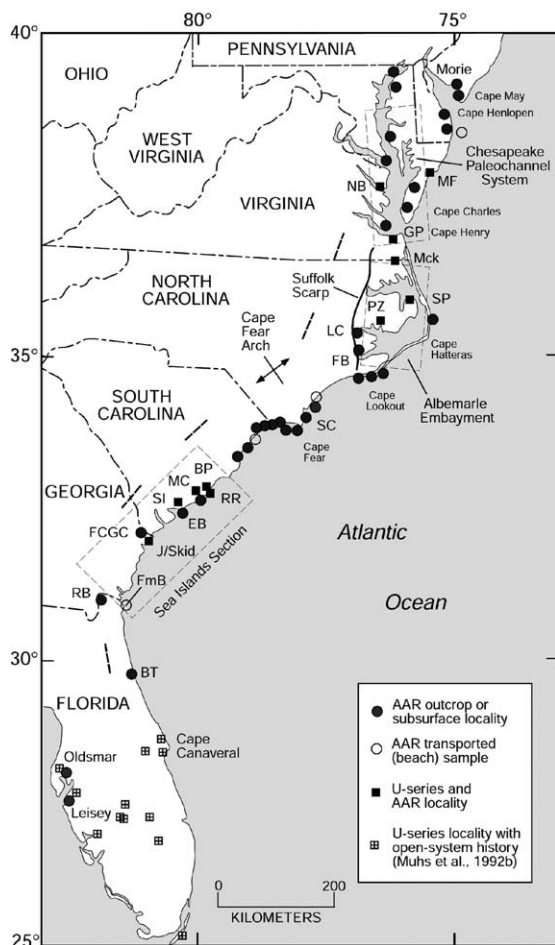 80
75
PENNSYLVANIA
40°
OHIO
Morie
Cape May
WEST
VIRGINIA
Cape Henlopen
Chesapeake
Paleochannel
System
NB
MF
VIRGINIA
Cape Charles
GP
Cape Henry
Mck
NORTH
CAROLINA
Suffolk
Scarp
SP
PZ
Cape
Fear
Arch
LC
35°
FB
Cape
Hatteras
SOUTH
CAROLINA
Cape
Lookout
Albemarle
Embayment
SC
Cape
Fear
BP
MC
GEORGIA
SI
RR
EB
FCGC
J/Skid
Atlantic
Sea Islands Section
FmB
RB
Ocean
30°
BT
FLORIDA
AAR outcrop or
subsurface locality
Cape
Canaveral
AAR transported
(beach) sample
Oldsmar
U-series and
AAR locality
Leisey
U-series locality with
open-system history
(Muhs et al., 1992b)
0
200
KILOMETERS
25°